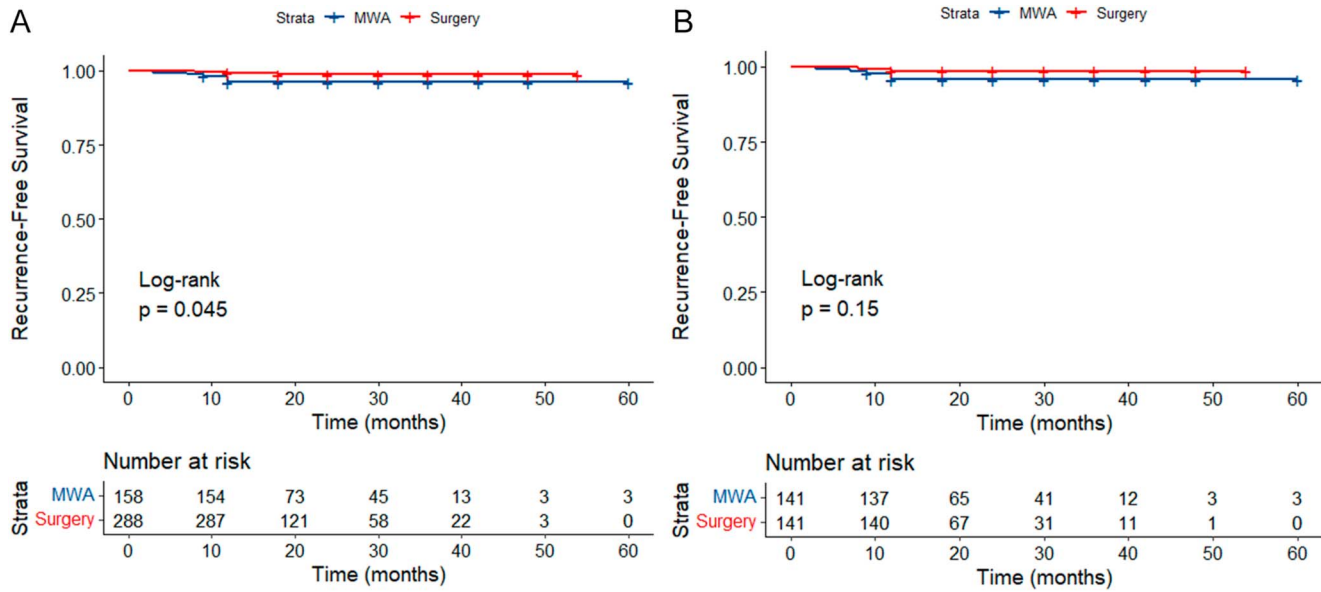 A
Strata MWA Surgery
Recurrence-Free Survival
1.00
0.75
0.50
0.25
0.00
Log-rank
p = 0.045
0 10 20 30 40 50 60
Time (months)
Number at risk
Strata
MWA 158 154 73 45 13 3 3
Surgery 288 287 121 58 22 3 0
0 10 20 30 40 50 60
Time (months)
B
Strata MWA Surgery
Recurrence-Free Survival
1.00
0.75
0.50
0.25
0.00
Log-rank
p = 0.15
0 10 20 30 40 50 60
Time (months)
Number at risk
Strata
MWA 141 137 65 41 12 3 3
Surgery 141 140 67 31 11 1 0
0 10 20 30 40 50 60
Time (months)